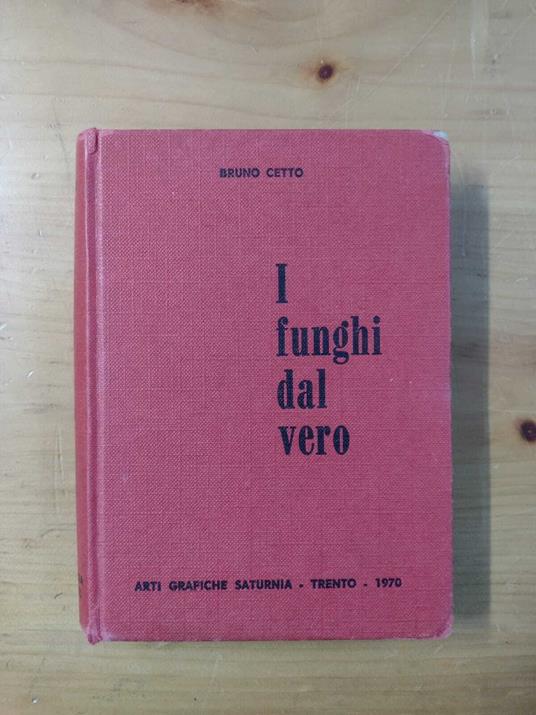 BRUNO CETTO
I
funghi
dal
vero
ARTI GRAFICHE SATURNIA - TRENTO - 1970